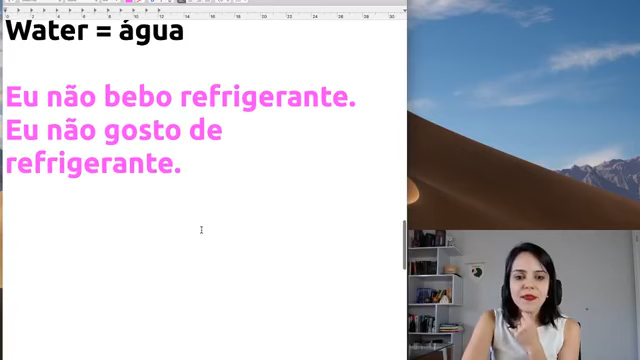 Water = água
Eu não bebo refrigerante.
Eu não gosto de
refrigerante.